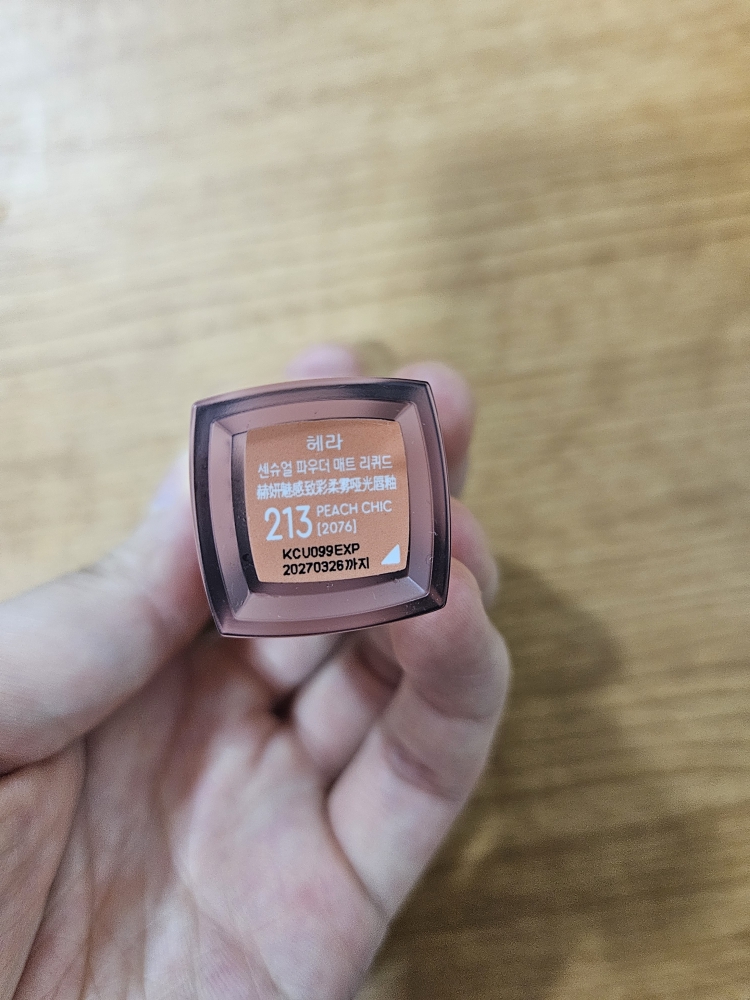 헤라
센슈얼 파우더 매트 리퀴드
赫妍魅感致彩柔雾哑光唇釉
213 PEACH CHIC
(2076)
KCU099EXP
20270326까지